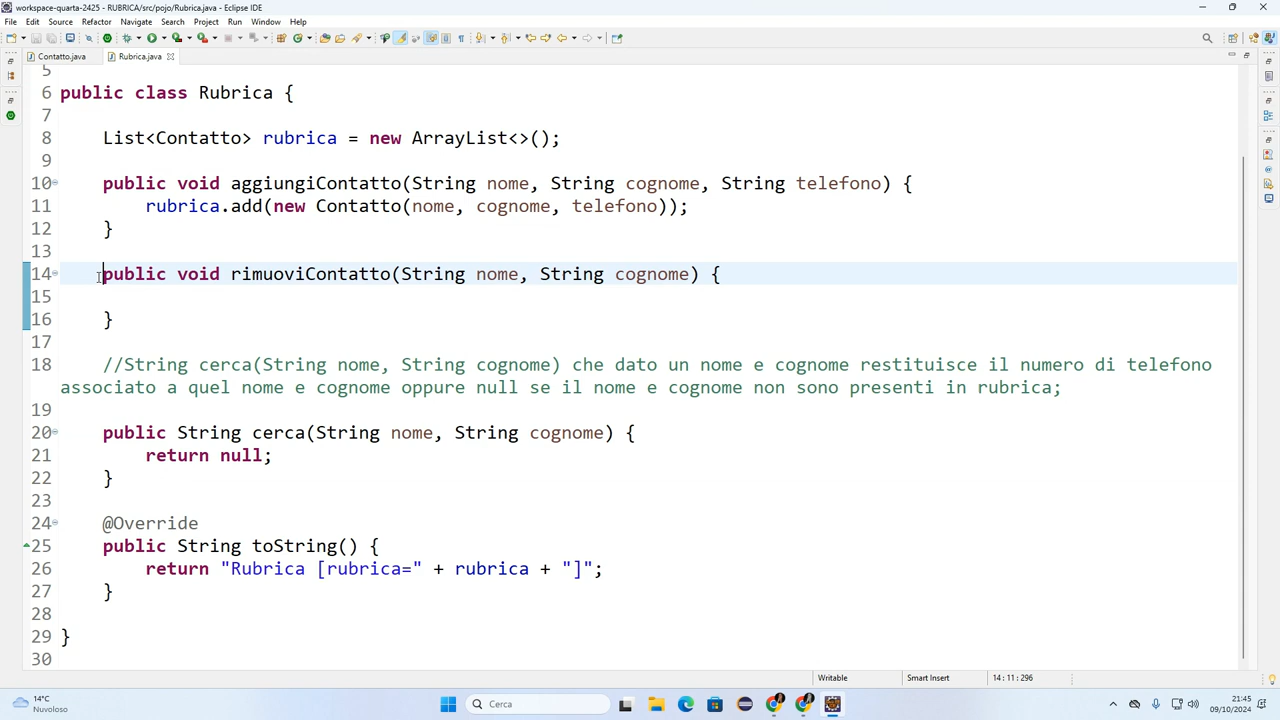 workspace-quarta-2425 - RUBRICA/src/pojo/Rubrica.java - Eclipse IDE
File Edit Source Refactor Navigate Search Project Run Window Help
Contatto.java Rubrica.java
5
6 public class Rubrica {
7
8 List<Contatto> rubrica = new ArrayList<>();
9
10 public void aggiungiContatto(String nome, String cognome, String telefono) {
11 rubrica.add(new Contatto(nome, cognome, telefono));
12 }
13
14 public void rimuoviContatto(String nome, String cognome) {
15
16 }
17
18 //String cerca(String nome, String cognome) che dato un nome e cognome restituisce il numero di telefono
associato a quel nome e cognome oppure null se il nome e cognome non sono presenti in rubrica;
19
20 public String cerca(String nome, String cognome) {
21 return null;
22 }
23
24 @Override
25 public String toString() {
26 return "Rubrica [rubrica=" + rubrica + "]";
27 }
28
29 }
30
Writable Smart Insert 14 : 11 : 296
14°C
Nuvoloso
Cerca
21:45
09/10/2024